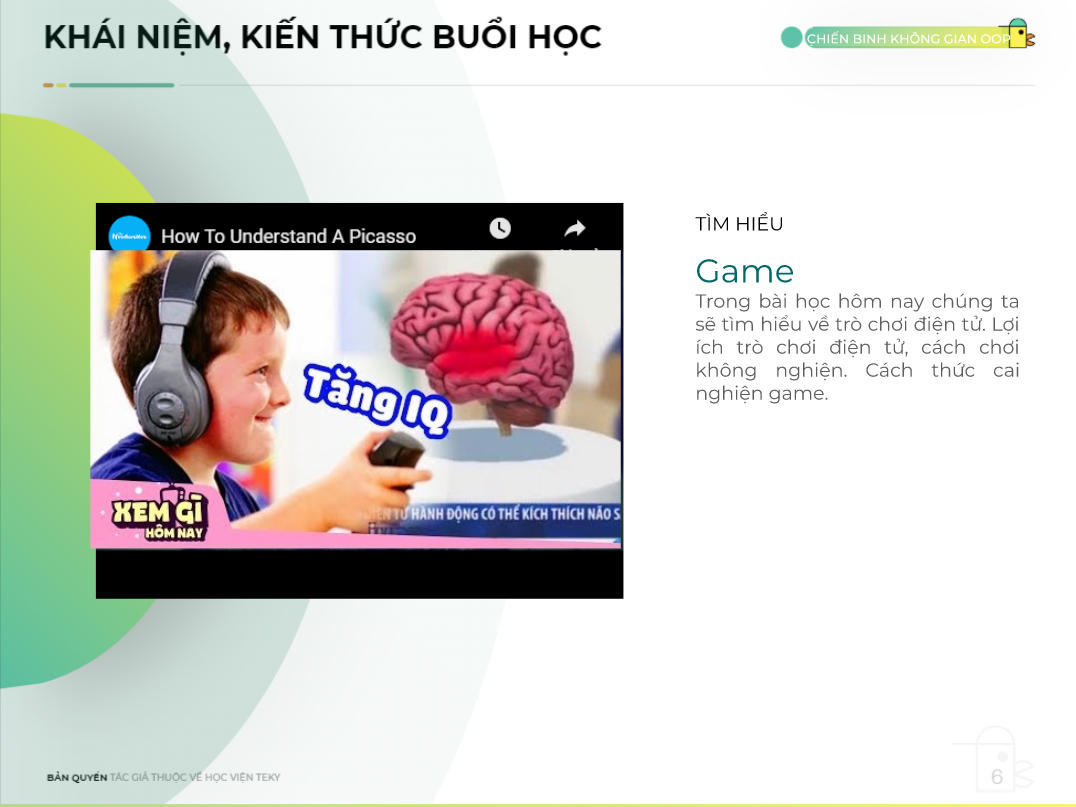 KHÁI NIỆM, KIẾN THỨC BUỔI HỌC
CHIẾN BINH KHÔNG GIAN OOP
How To Understand A Picasso
Tăng IQ
XEM GÌ
HÔM NAY
TỬ HÀNH ĐỘNG CÓ THỂ KÍCH THÍCH NÃO
TÌM HIỂU
Game
Trong bài học hôm nay chúng ta
sẽ tìm hiểu về trò chơi điện tử. Lợi
ích trò chơi điện tử, cách chơi
không nghiện. Cách thức cai
nghiện game.
BẢN QUYỀN TÁC GIẢ THUỘC VỀ HỌC VIỆN TEKY
6